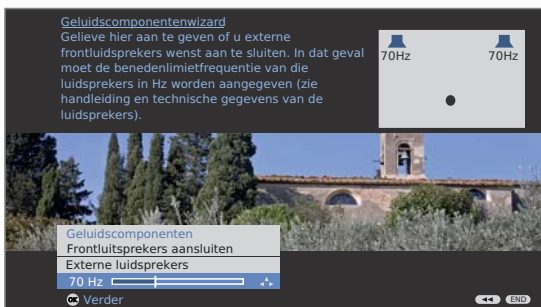 Geluidscomponentenwizard
Gelieve hier aan te geven of u externe
frontluidsprekers wenst aan te sluiten. In dat geval
moet de benedenlimietfrequentie van die
luidsprekers in Hz worden aangegeven (zie
handleiding en technische gegevens van de
luidsprekers).
70Hz 70Hz
Geluidscomponenten
Frontluitsprekers aansluiten
Externe luidsprekers
70 Hz
OK Verder
END